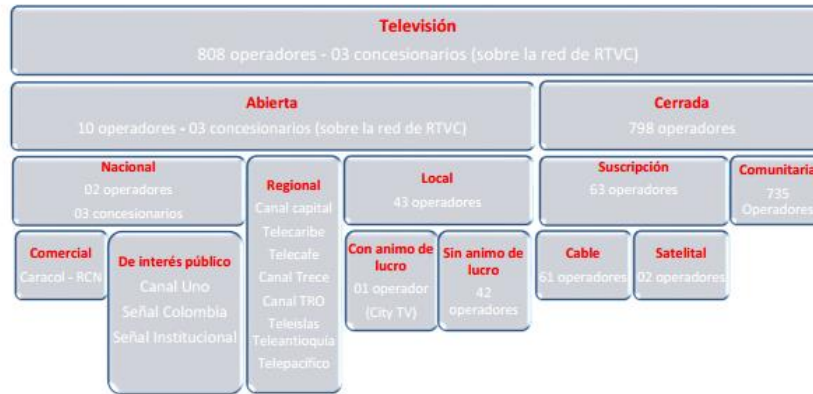 Televisión
808 operadores - 03 concesionarios (sobre la red de RTVC)
Abierta
10 operadores - 03 concesionarios (sobre la red de RTVC)
Cerrada
798 operadores
Nacional
02 operadores
03 concesionarios
Regional
Canal capital
Telecaribe
Telecafe
Canal Trece
Canal TRO
Teleislas
Teleantioquía
Telepacífico
Local
43 operadores
Suscripción
63 operadores
Comunitaria
735
Operadores
Comercial
Caracol - RCN
De interés público
Canal Uno
Señal Colombia
Señal Institucional
Con animo de
lucro
01 operador
(City TV)
Sin animo de
lucro
42
operadores
Cable
61 operadores
Satelital
02 operadores